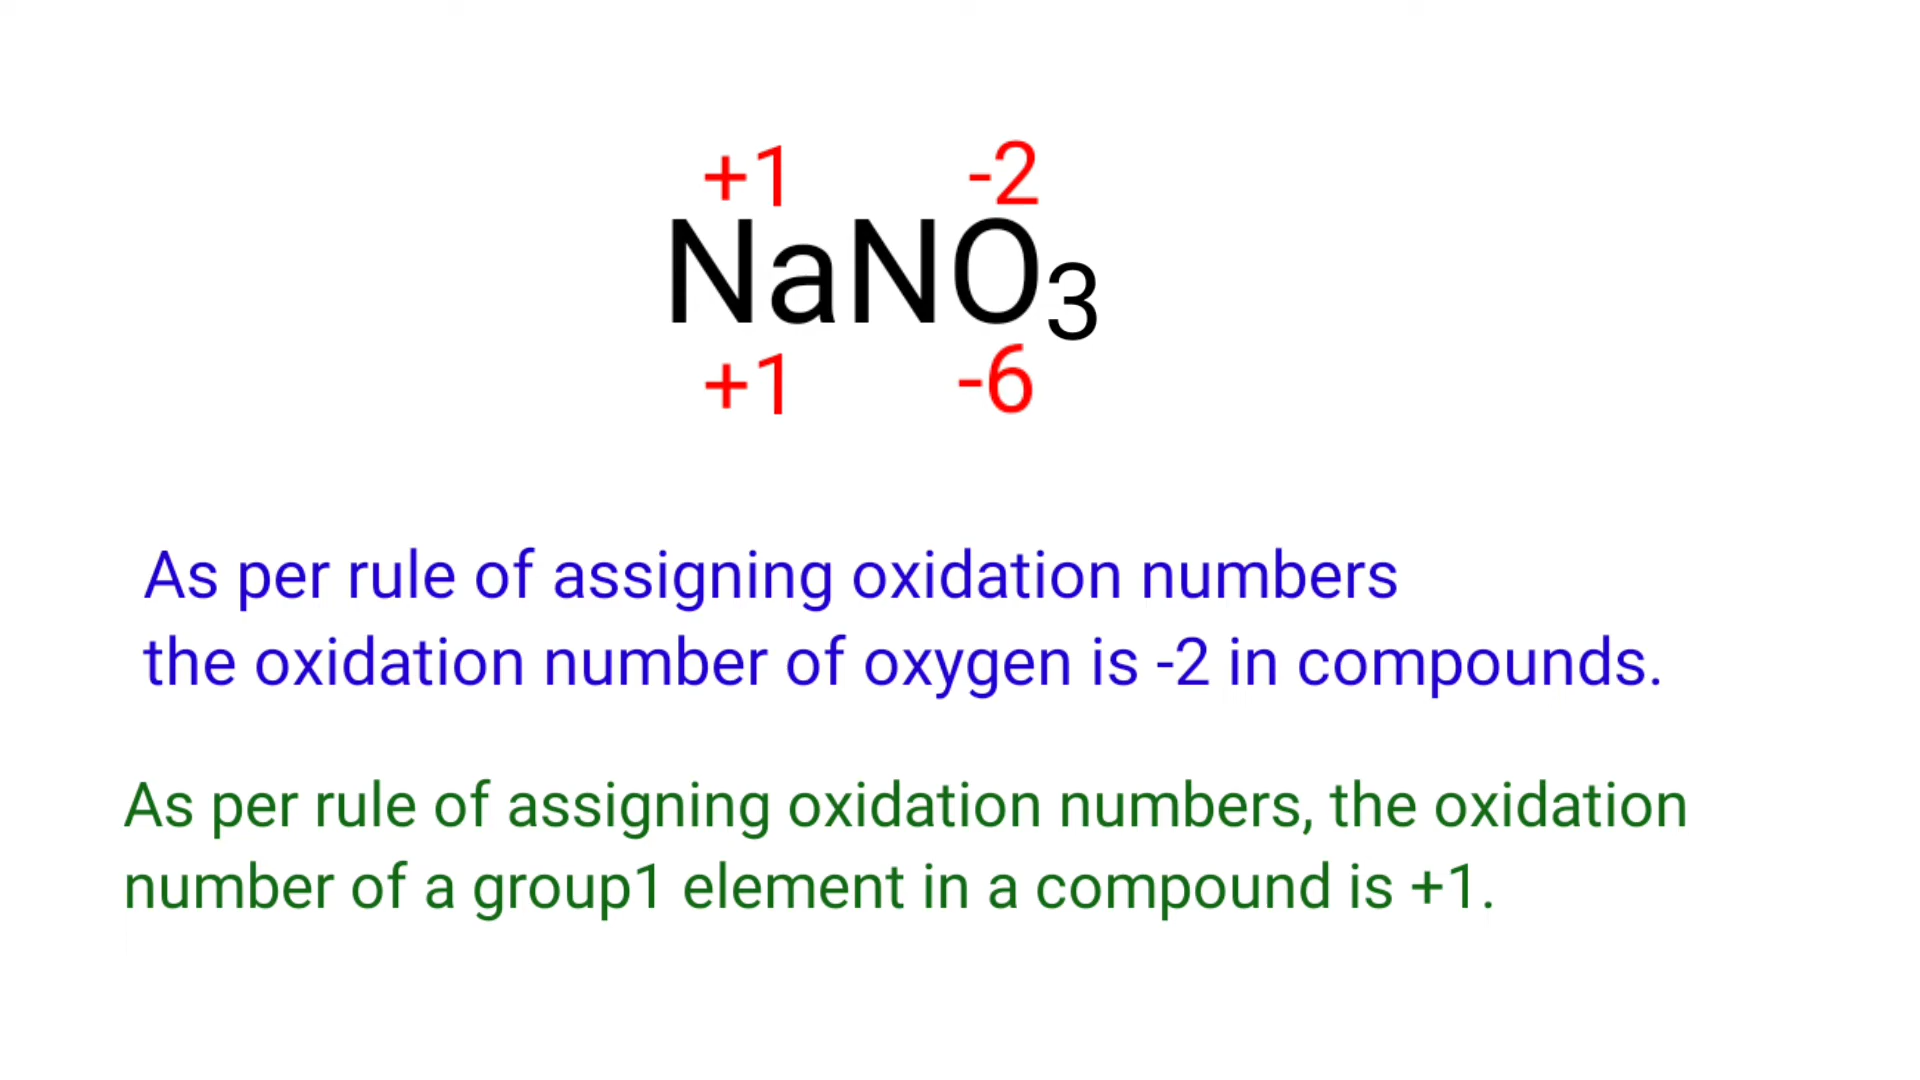 +1 -2
NaNO₃
+1 -6
As per rule of assigning oxidation numbers
the oxidation number of oxygen is -2 in compounds.
As per rule of assigning oxidation numbers, the oxidation
number of a group1 element in a compound is +1.